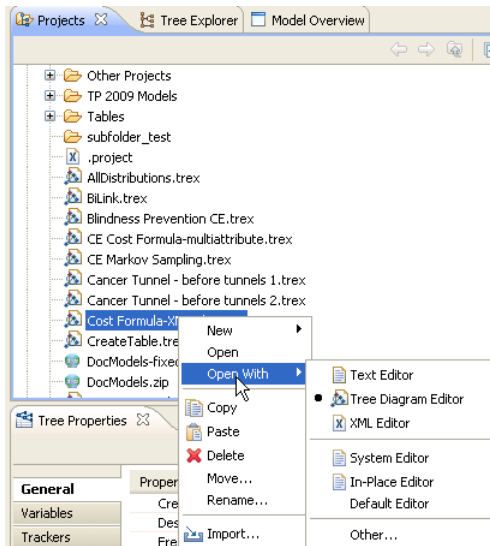 Projects
Tree Explorer
Model Overview
Other Projects
TP 2009 Models
Tables
subfolder_test
.project
AllDistributions.trex
BiLink.trex
Blindness Prevention CE.trex
CE Cost Formula-multiattribute.trex
CE Markov Sampling.trex
Cancer Tunnel - before tunnels 1.trex
Cancer Tunnel - before tunnels 2.trex
Cost Formula-
CreateTable.tre
DocModels-fixed
DocModels.zip
New
Open
Open With
Copy
Paste
Delete
Move...
Rename...
Import...
Text Editor
Tree Diagram Editor
X XML Editor
System Editor
In-Place Editor
Default Editor
Other...
Tree Properties
General
Variables
Trackers
Proper
Cre
Des
Fre